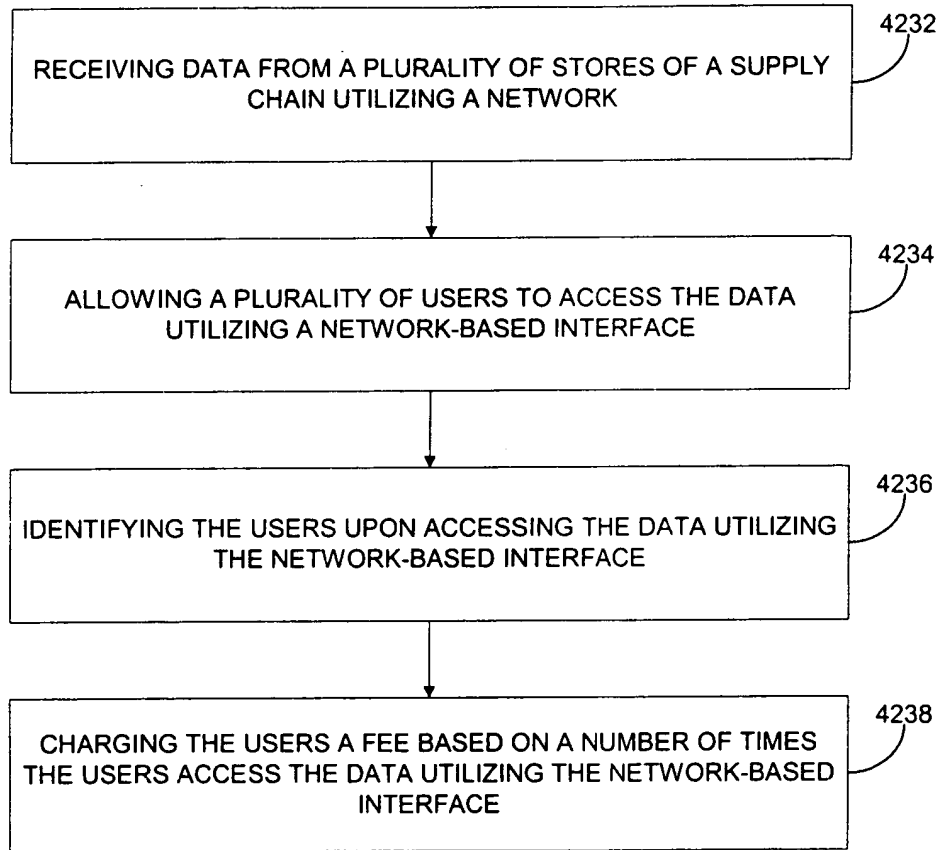 4232
RECEIVING DATA FROM A PLURALITY OF STORES OF A SUPPLY
CHAIN UTILIZING A NETWORK
4234
ALLOWING A PLURALITY OF USERS TO ACCESS THE DATA
UTILIZING A NETWORK-BASED INTERFACE
4236
IDENTIFYING THE USERS UPON ACCESSING THE DATA UTILIZING
THE NETWORK-BASED INTERFACE
4238
CHARGING THE USERS A FEE BASED ON A NUMBER OF TIMES
THE USERS ACCESS THE DATA UTILIZING THE NETWORK-BASED
INTERFACE